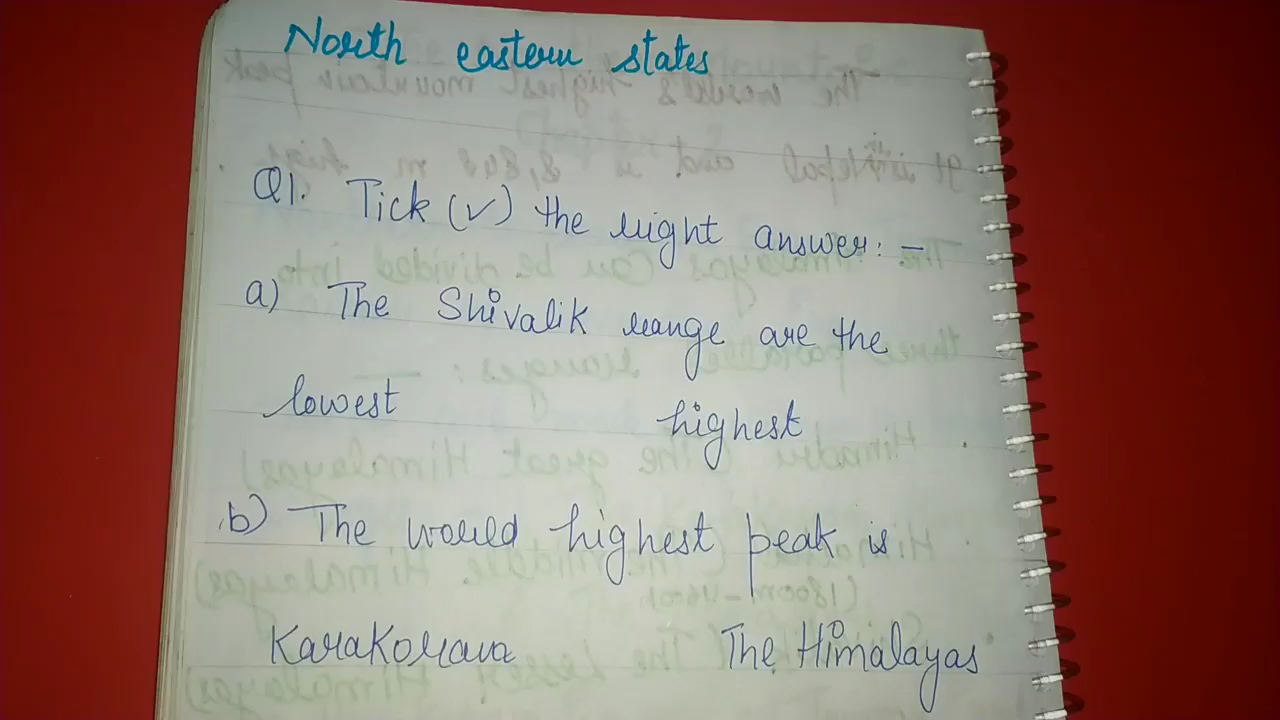 North eastern states
Q1. Tick (✓) the right answer: –
a) The Shivalik range are the
lowest highest
b) The world highest peak is
Karakorava The Himalayas